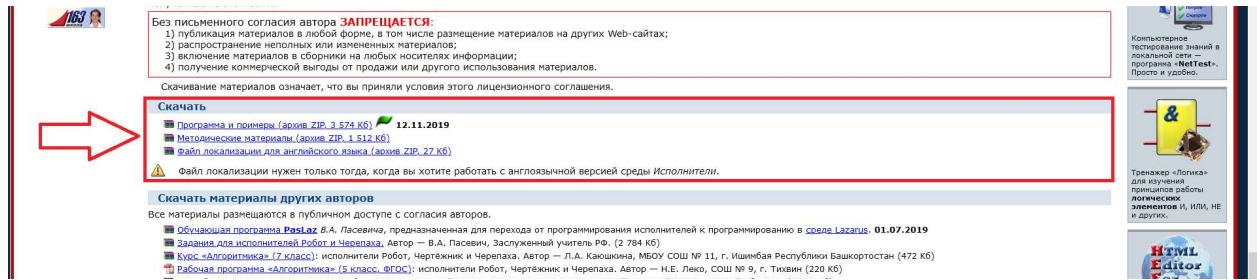 163
Без письменного согласия автора ЗАПРЕЩАЕТСЯ:
1) публикация материалов в любой форме, в том числе размещение материалов на других Web-сайтах;
2) распространение неполных или измененных материалов;
3) включение материалов в сборники на любых носителях информации;
4) получение коммерческой выгоды от продажи или другого использования материалов.
Скачивание материалов означает, что вы приняли условия этого лицензионного соглашения.
Скачать
Программа и примеры (архив ZIP, 3 574 Кб) 12.11.2019
Методические материалы (архив ZIP, 1 512 Кб)
Файл локализации для английского языка (архив ZIP, 27 Кб)
Файл локализации нужен только тогда, когда вы хотите работать с англоязычной версией среды Исполнители.
Скачать материалы других авторов
Все материалы размещаются в публичном доступе с согласия авторов.
Обучающая программа PasLaz В.А. Пасевича, предназначенная для перехода от программирования исполнителей к программированию в среде Lazarus. 01.07.2019
Задания для исполнителей Робот и Черепаха. Автор — В.А. Пасевич, Заслуженный учитель РФ. (2 784 Кб)
Курс «Алгоритмика» (7 класс): исполнители Робот, Чертёжник и Черепаха. Автор — Л.А. Каюшкина, МБОУ СОШ № 11, г. Ишимбая Республики Башкортостан (472 Кб)
Рабочая программа «Алгоритмика» (5 класс, ФГОС): исполнители Робот, Чертёжник и Черепаха. Автор — Н.Е. Леко, СОШ № 9, г. Тихвин (220 Кб)
Компьютерное
тестирование знаний в
локальной сети —
программа «NetTest».
Просто и удобно.
&
Тренажер «Логика»
для изучения
принципов работы
логических
элементов И, ИЛИ, НЕ
и других.
HTML
Editor